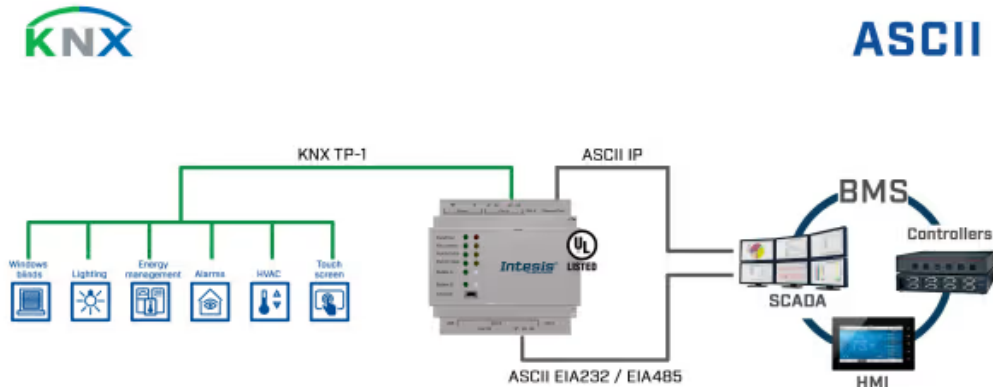 KNX
ASCII
KNX TP-1
ASCII IP
BMS
Controllers
Windows
blinds
Lighting
Energy
management
Alarms
HVAC
Touch
screen
Intesis
UL
LISTED
SCADA
ASCII EIA232 / EIA485
HMI